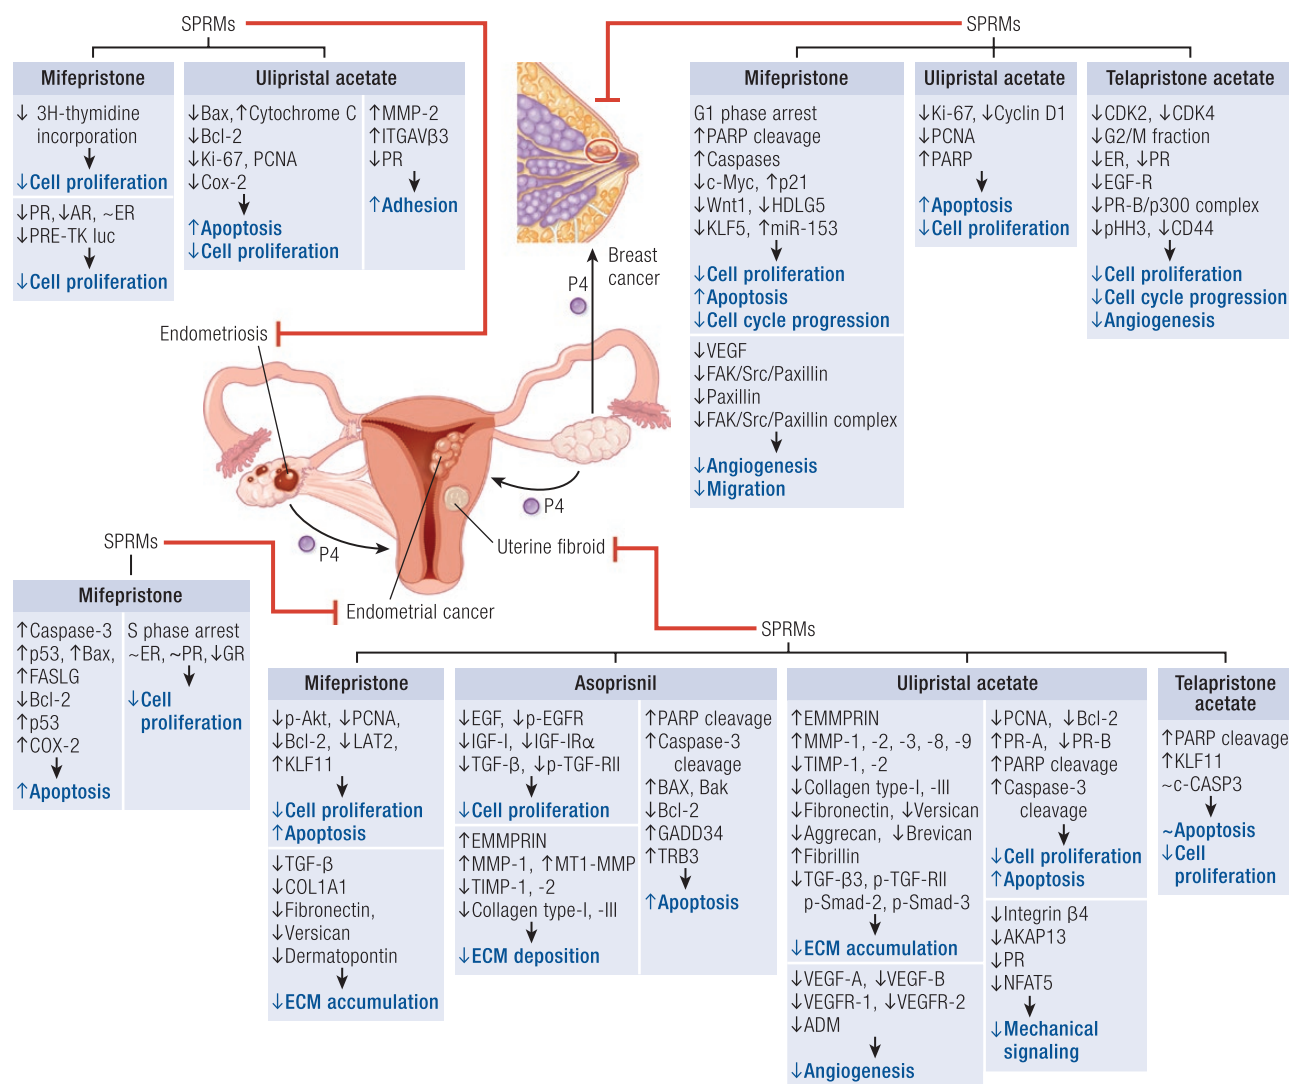 SPRMs
Mifepristone
↓ 3H-thymidine
incorporation
↓Cell proliferation
↓PR, ↓AR, ~ER
↓PRE-TK luc
↓Cell proliferation
Ulipristal acetate
↓Bax,↑Cytochrome C
↓Bcl-2
↓Ki-67, PCNA
↓Cox-2
↑Apoptosis
↓Cell proliferation
↑MMP-2
↑ITGAVβ3
↓PR
↑Adhesion
Endometriosis
SPRMs
Mifepristone
G1 phase arrest
↑PARP cleavage
↑Caspases
↓c-Myc, ↑p21
↓Wnt1, ↓HDLG5
↓KLF5, ↑miR-153
↓Cell proliferation
↑Apoptosis
↓Cell cycle progression
↓VEGF
↓FAK/Src/Paxillin
↓Paxillin
↓FAK/Src/Paxillin complex
↓Angiogenesis
↓Migration
Ulipristal acetate
↓Ki-67, ↓Cyclin D1
↓PCNA
↑PARP
↑Apoptosis
↓Cell proliferation
Telapristone acetate
↓CDK2, ↓CDK4
↓G2/M fraction
↓ER, ↓PR
↓EGF-R
↓PR-B/p300 complex
↓pHH3, ↓CD44
↓Cell proliferation
↓Cell cycle progression
↓Angiogenesis
Breast
cancer
P4
P4
P4
Uterine fibroid
Endometrial cancer
SPRMs
Mifepristone
↑Caspase-3
↑p53, ↑Bax,
↑FASLG
↓Bcl-2
↑p53
↑COX-2
↑Apoptosis
S phase arrest
~ER, ~PR, ↓GR
↓Cell
proliferation
SPRMs
Mifepristone
↓p-Akt, ↓PCNA,
↓Bcl-2, ↓LAT2,
↑KLF11
↓Cell proliferation
↑Apoptosis
↓TGF-β
↓COL1A1
↓Fibronectin,
↓Versican
↓Dermatopontin
↓ECM accumulation
Asoprisnil
↓EGF, ↓p-EGFR
↓IGF-I, ↓IGF-IRα
↓TGF-β, ↓p-TGF-RII
↓Cell proliferation
↑EMMPRIN
↑MMP-1, ↑MT1-MMP
↓TIMP-1, -2
↓Collagen type-I, -III
↓ECM deposition
↑PARP cleavage
↑Caspase-3
cleavage
↑BAX, Bak
↓Bcl-2
↑GADD34
↑TRB3
↑Apoptosis
Ulipristal acetate
↑EMMPRIN
↑MMP-1, -2, -3, -8, -9
↓TIMP-1, -2
↓Collagen type-I, -III
↓Fibronectin, ↓Versican
↓Aggrecan, ↓Brevican
↑Fibrillin
↓TGF-β3, p-TGF-RII
p-Smad-2, p-Smad-3
↓ECM accumulation
↓VEGF-A, ↓VEGF-B
↓VEGFR-1, ↓VEGFR-2
↓ADM
↓Angiogenesis
↓PCNA, ↓Bcl-2
↑PR-A, ↓PR-B
↑PARP cleavage
↑Caspase-3
cleavage
↓Cell proliferation
↑Apoptosis
↓Integrin β4
↓AKAP13
↓PR
↓NFAT5
↓Mechanical
signaling
Telapristone
acetate
↑PARP cleavage
↑KLF11
~c-CASP3
~Apoptosis
↓Cell
proliferation